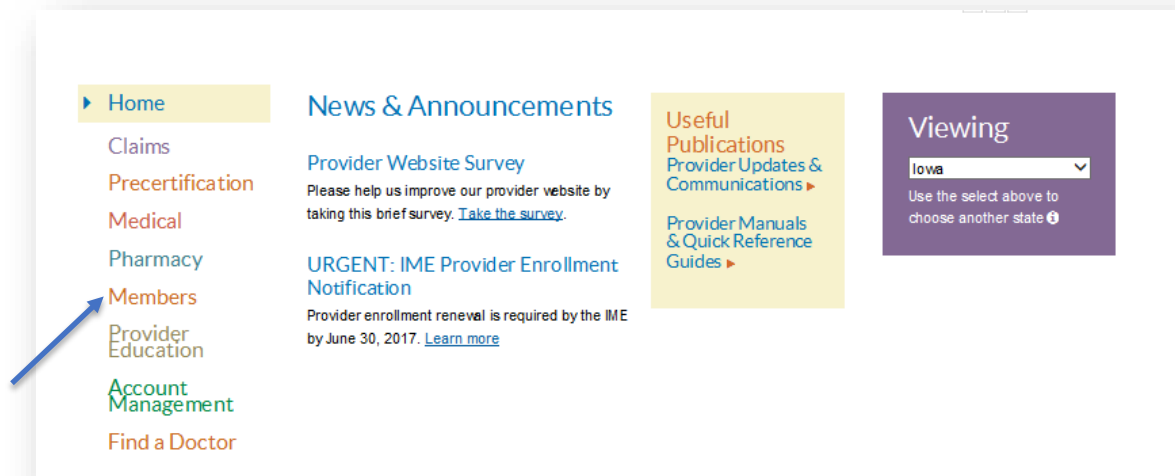 Home
Claims
Precertification
Medical
Pharmacy
Members
Provider
Education
Account
Management
Find a Doctor
News & Announcements
Provider Website Survey
Please help us improve our provider website by
taking this brief survey. Take the survey.
URGENT: IME Provider Enrollment
Notification
Provider enrollment renewal is required by the IME
by June 30, 2017. Learn more
Useful
Publications
Provider Updates &
Communications
Provider Manuals
& Quick Reference
Guides
Viewing
Iowa
Use the select above to
choose another state